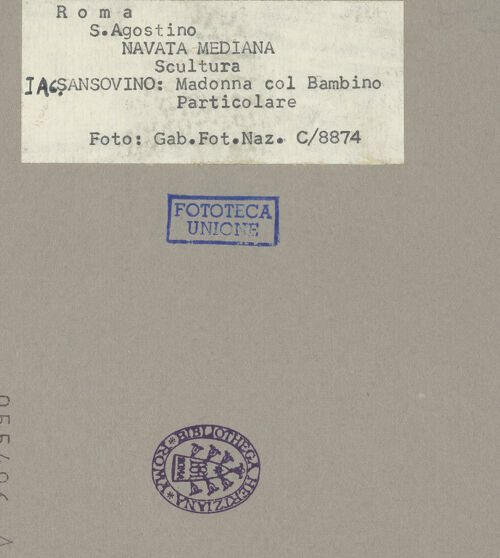 Roma
S.Agostino
NAVATA MEDIANA
Scultura
IAC.SANSOVINO: Madonna col Bambino
Particolare
Foto: Gab.Fot.Naz. C/8874
FOTOTECA
UNIONE
BIBLIOTHECA HERTZIANA * ROMA *
ROMA